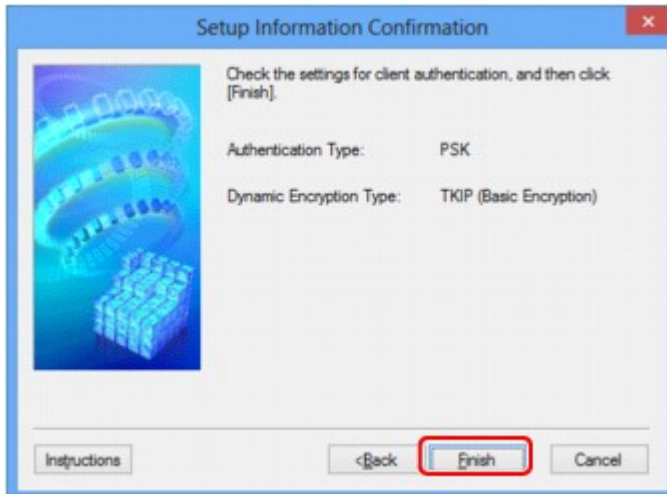 Setup Information Confirmation
Check the settings for client authentication, and then click
[Finish].
Authentication Type: PSK
Dynamic Encryption Type: TKIP (Basic Encryption)
Instructions
<Back
Finish
Cancel